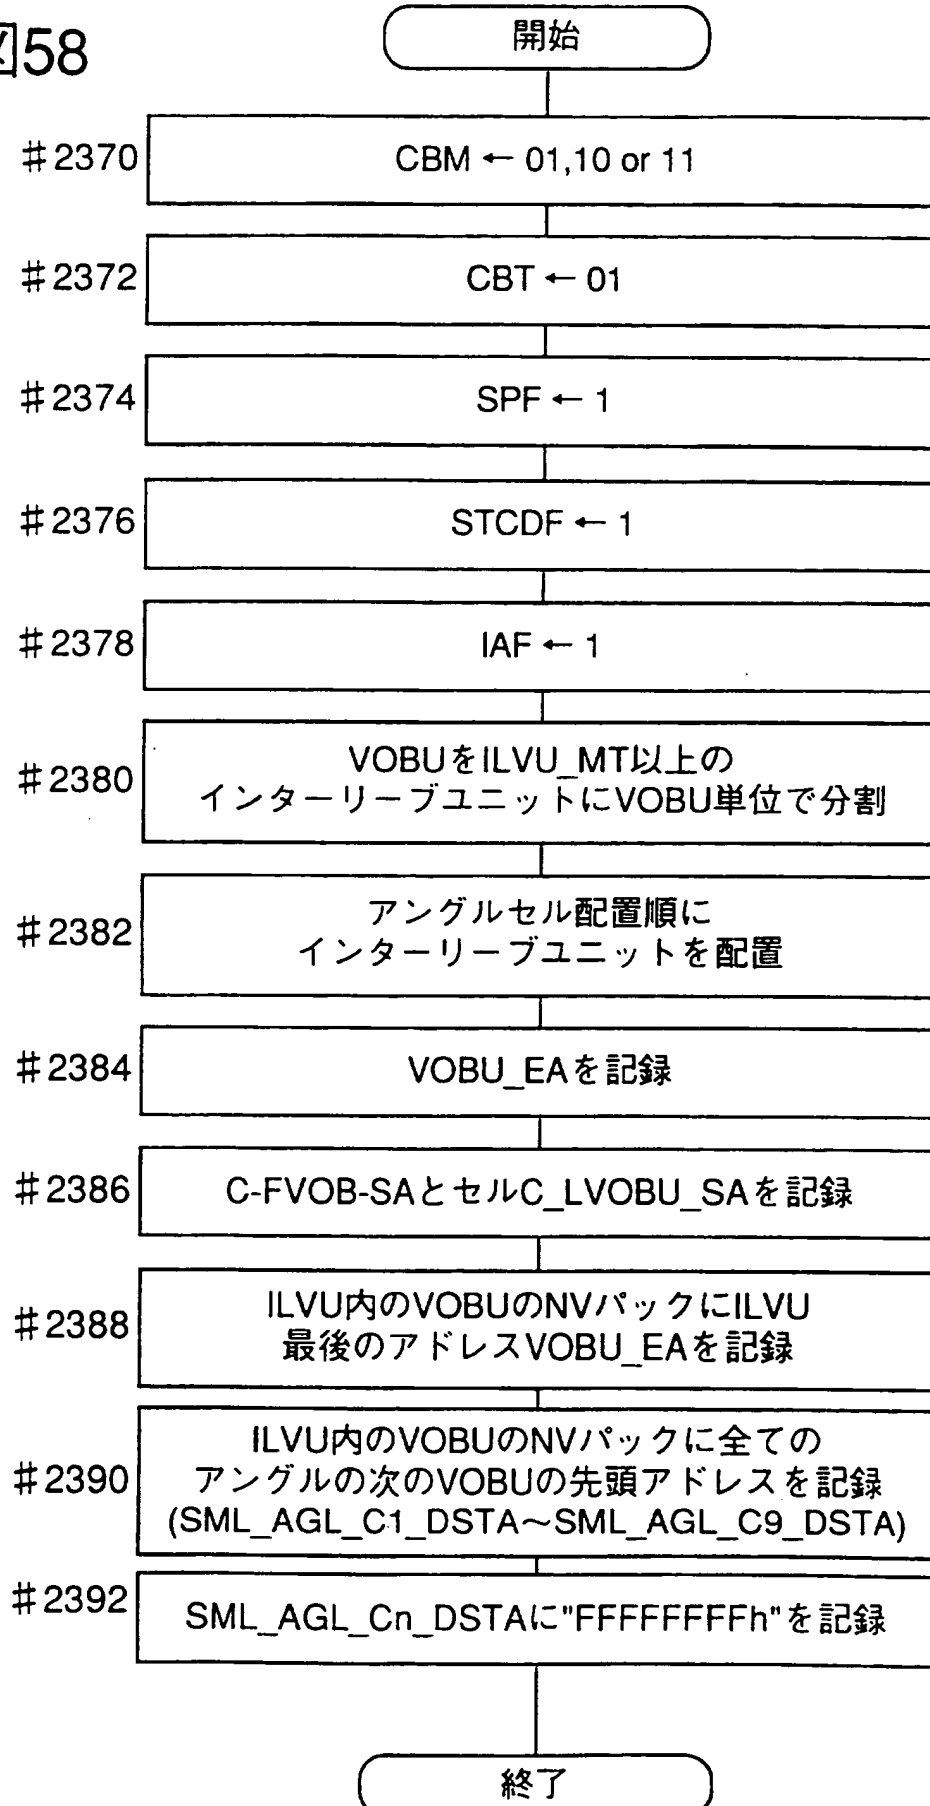 図58
開始
#2370
CBM ← 01,10 or 11
#2372
CBT ← 01
#2374
SPF ← 1
#2376
STCDF ← 1
#2378
IAF ← 1
#2380
VOBUをILVU_MT以上の
インターリーブユニットにVOBU単位で分割
#2382
アングルセル配置順に
インターリーブユニットを配置
#2384
VOBU_EAを記録
#2386
C-FVOB-SAとセルC_LVOBU_SAを記録
#2388
ILVU内のVOBUのNVパックにILVU
最後のアドレスVOBU_EAを記録
#2390
ILVU内のVOBUのNVパックに全ての
アングルの次のVOBUの先頭アドレスを記録
(SML_AGL_C1_DSTA～SML_AGL_C9_DSTA)
#2392
SML_AGL_Cn_DSTAに"FFFFFFFFh"を記録
終了